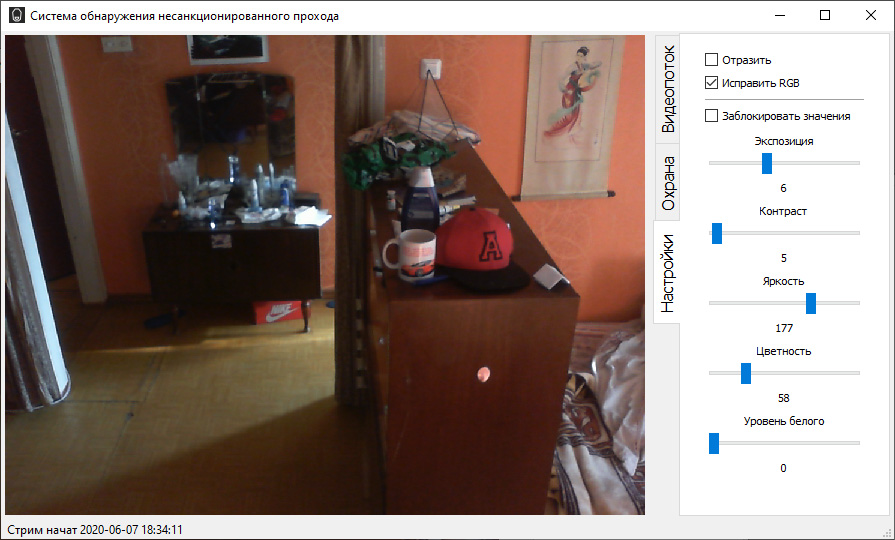 Система обнаружения несанкционированного прохода
Видеопоток
Охрана
Настройки
Отразить
Исправить RGB
Заблокировать значения
Экспозиция
6
Контраст
5
Яркость
177
Цветность
58
Уровень белого
0
A
NIKE
Стрим начат 2020-06-07 18:34:11